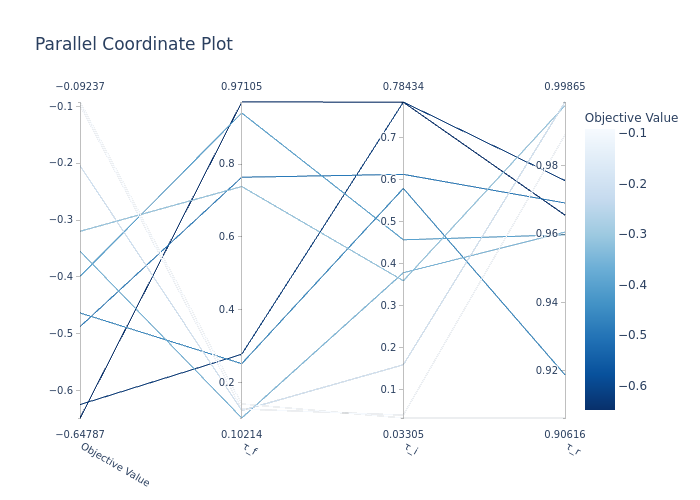 Parallel Coordinate Plot
−0.09237 0.97105 0.78434 0.99865
Objective Value
−0.1 −0.1
0.7
0.8 0.98
0.6
−0.2 −0.2
0.5
−0.3 0.6 0.96 −0.3
0.4
−0.4 0.3 −0.4
0.4 0.94
−0.5 0.2 −0.5
0.2 0.92
−0.6 0.1 −0.6
−0.64787 0.10214 0.03305 0.90616
Objective Value τ_f τ_i τ_r